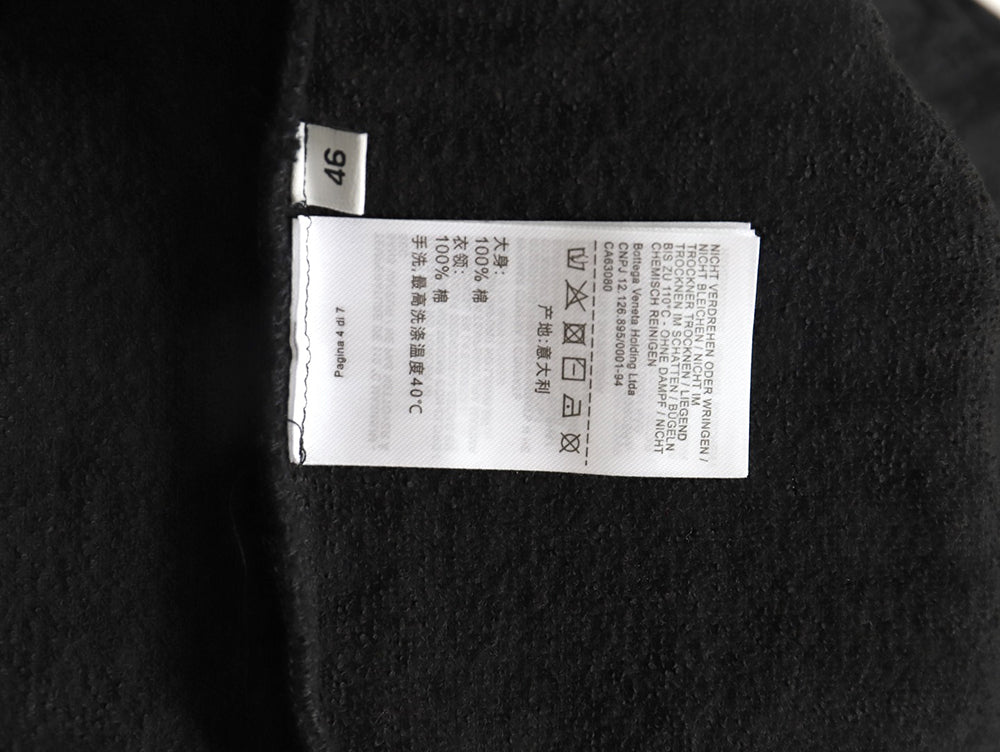 46
NICHT VERDREHEN ODER WRINGEN /
NICHT BLEICHEN / NICHT IM
TROCKNER TROCKNEN / LIEGEND
TROCKNEN IM SCHATTEN / BÜGELN
BIS ZU 110°C - OHNE DAMPF / NICHT
CHEMISCH REINIGEN
Bottega Veneta Holding Ltda
CNPJ 12.126.895/0001-94
CA63080
产地:意大利
大身:
100% 棉
衣领:
100% 棉
手洗,最高洗涤温度40°C
Pagina 4 di 7